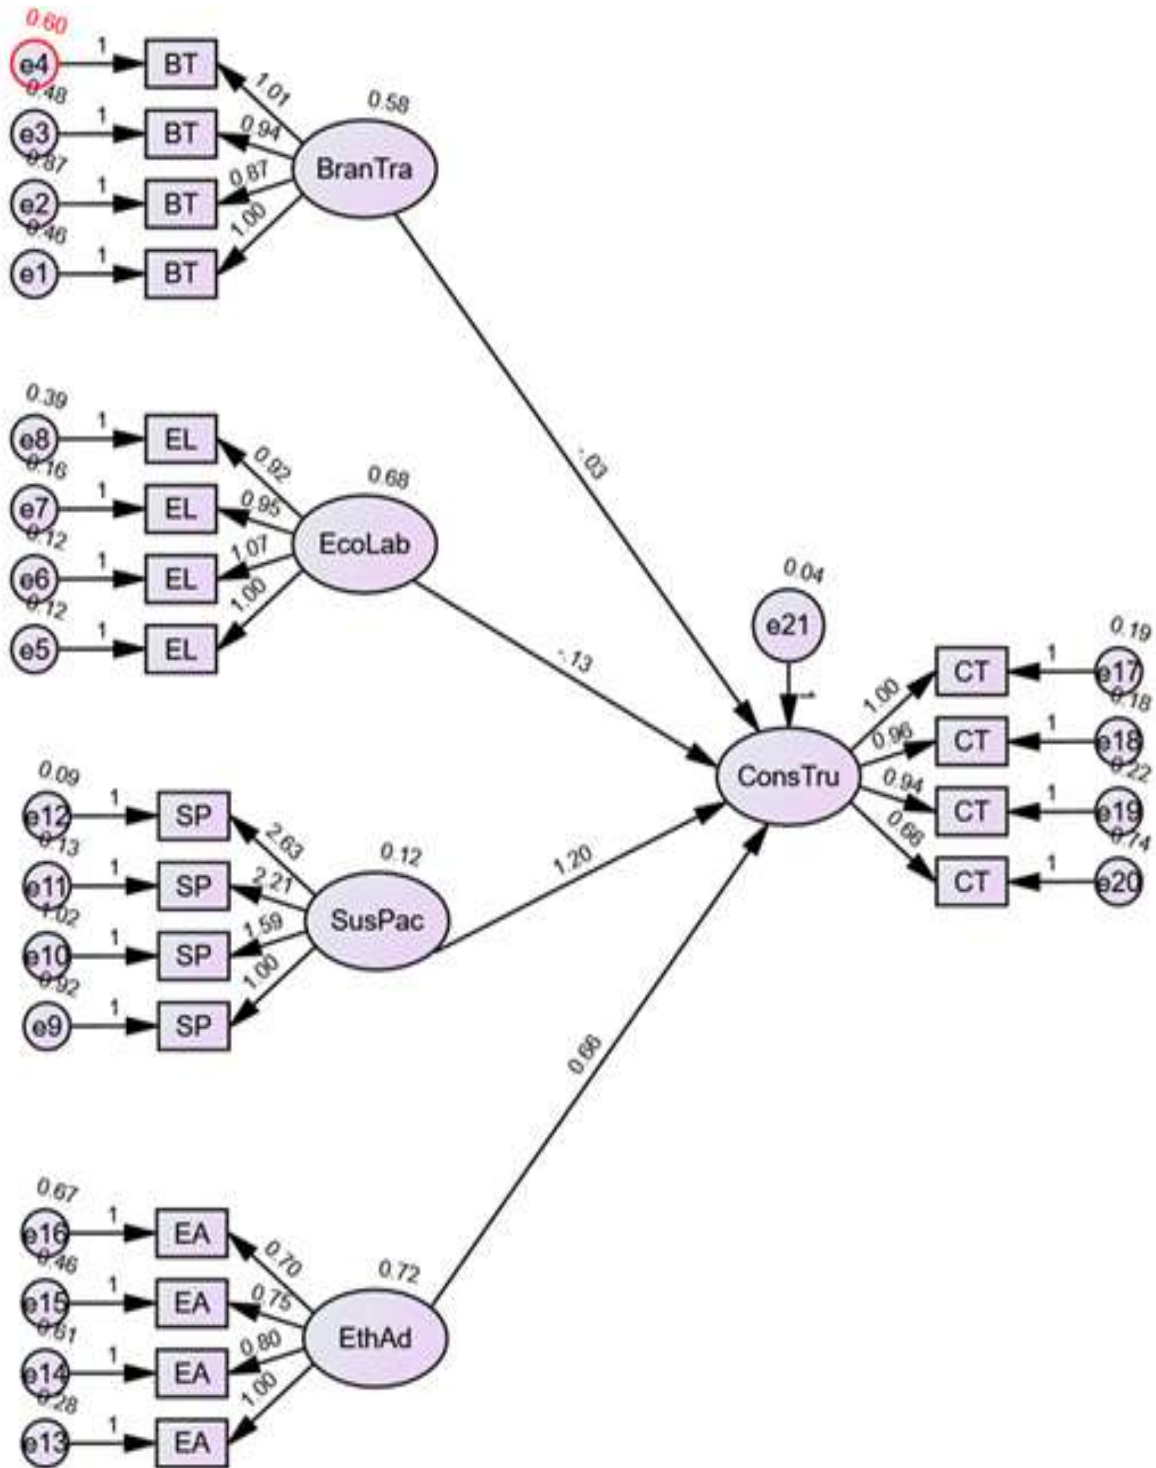 0.60
e4
1
BT
1.01
0.48
e3
1
BT
0.94
0.58
BranTra
0.87
e2
1
BT
0.87
0.46
e1
1
BT
1.00
-.03
0.39
e8
1
EL
0.92
0.16
e7
1
EL
0.95
0.68
EcoLab
0.12
e6
1
EL
1.07
0.12
e5
1
EL
1.00
-.13
0.04
e21
1
ConsTru
1.00
CT
1
0.19
e17
0.96
CT
1
0.18
e18
0.94
CT
1
0.22
e19
0.66
CT
1
0.74
e20
0.09
e12
1
SP
2.63
0.13
e11
1
SP
2.21
0.12
SusPac
1.20
1.02
e10
1
SP
1.59
0.92
e9
1
SP
1.00
0.66
0.67
e16
1
EA
0.70
0.46
e15
1
EA
0.75
0.72
EthAd
0.61
e14
1
EA
0.80
0.28
e13
1
EA
1.00